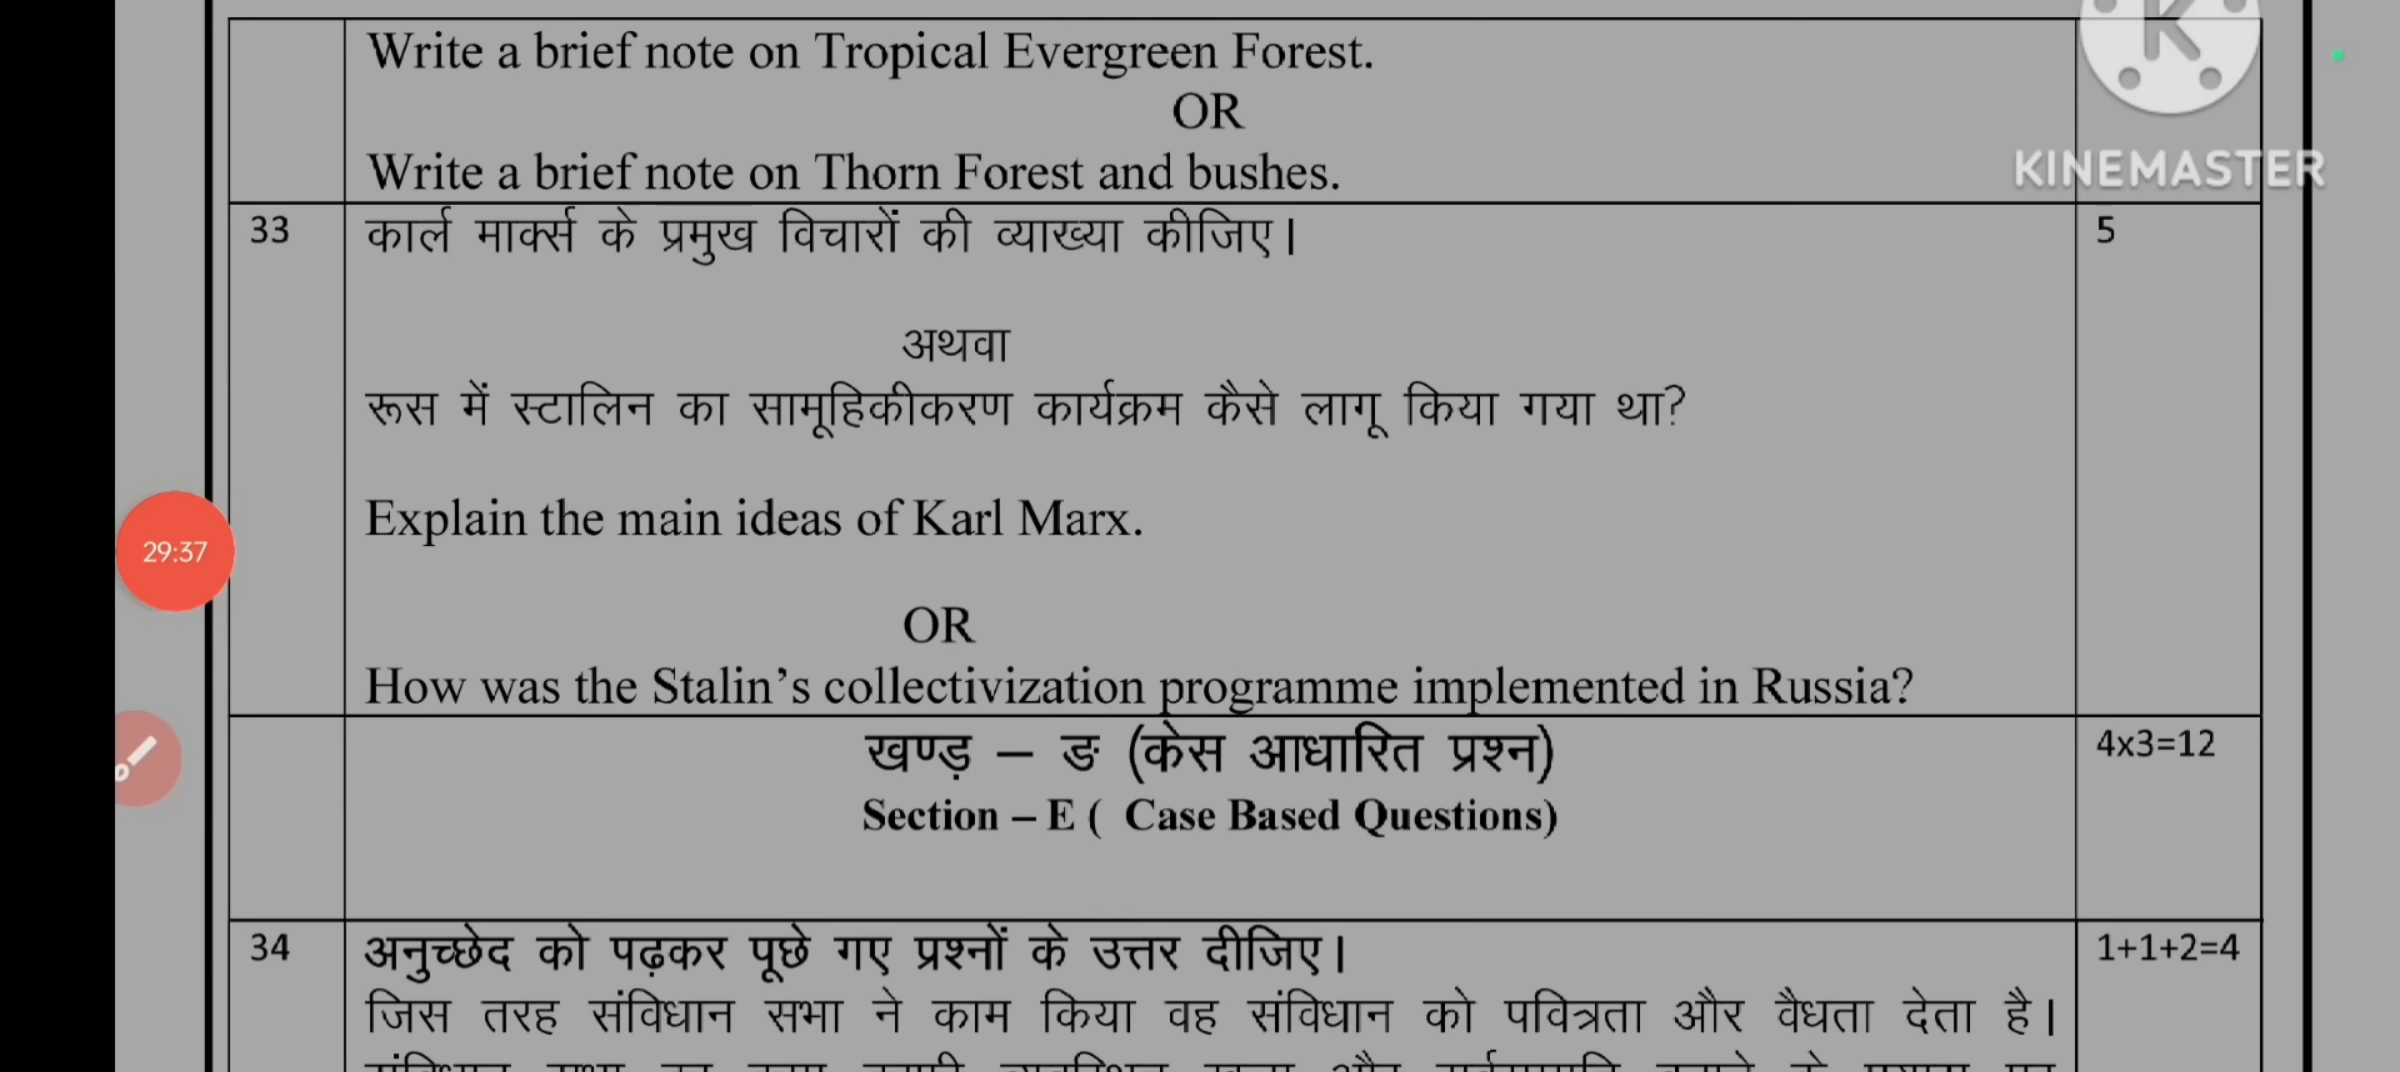 Write a brief note on Tropical Evergreen Forest.
OR
Write a brief note on Thorn Forest and bushes.
KINEMASTER
33
कार्ल मार्क्स के प्रमुख विचारों की व्याख्या कीजिए।
5
अथवा
रूस में स्टालिन का सामूहिकीकरण कार्यक्रम कैसे लागू किया गया था?
Explain the main ideas of Karl Marx.
29:37
OR
How was the Stalin’s collectivization programme implemented in Russia?
खण्ड़ – ङ (केस आधारित प्रश्न)
4x3=12
Section – E ( Case Based Questions)
34
अनुच्छेद को पढ़कर पूछे गए प्रश्नों के उत्तर दीजिए।
1+1+2=4
जिस तरह संविधान सभा ने काम किया वह संविधान को पवित्रता और वैधता देता है।